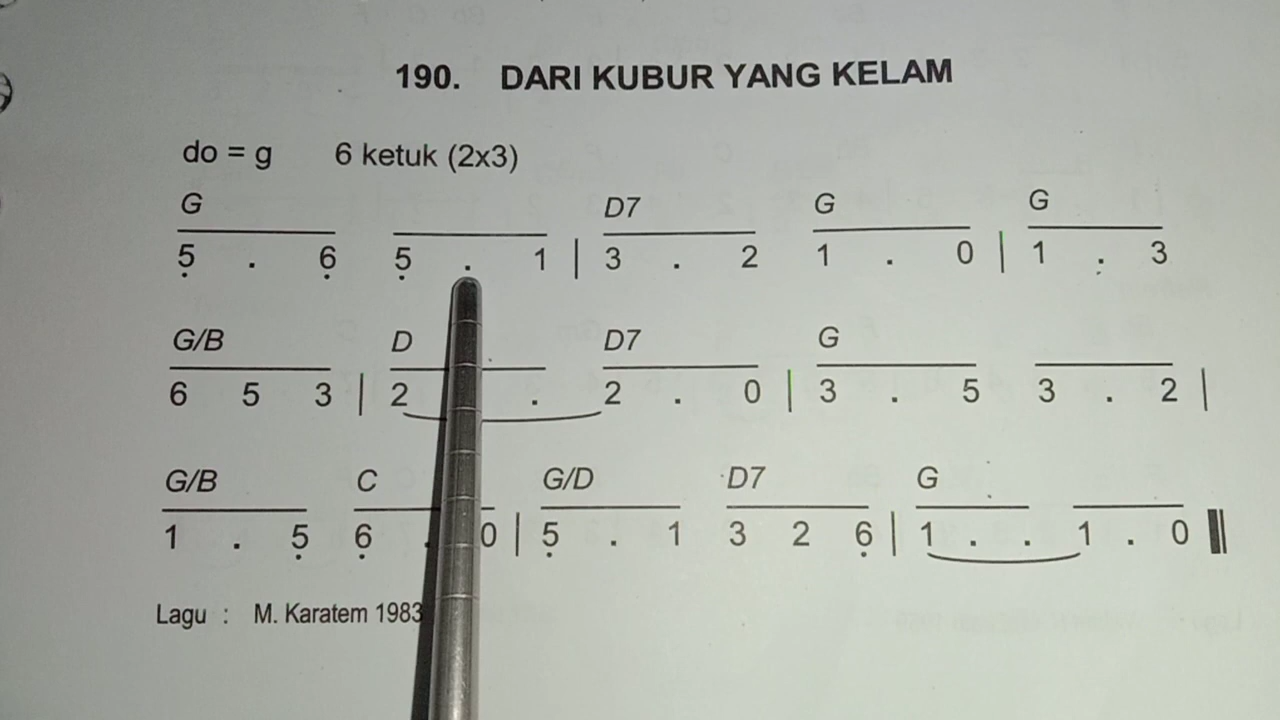 190. DARI KUBUR YANG KELAM
do = g 6 ketuk (2x3)
G D7 G G
5̣ . 6̣ 5̣ . 1 | 3 . 2 1 . 0 | 1 . 3
G/B D D7 G
6 5 3 | 2 . 2 . 0 | 3 . 5 3 . 2 |
G/B C G/D D7 G
1 . 5̣ 6̣ . 0 | 5̣ . 1 3 2 6̣ | 1 . . 1 . 0 ||
Lagu : M. Karatem 1983